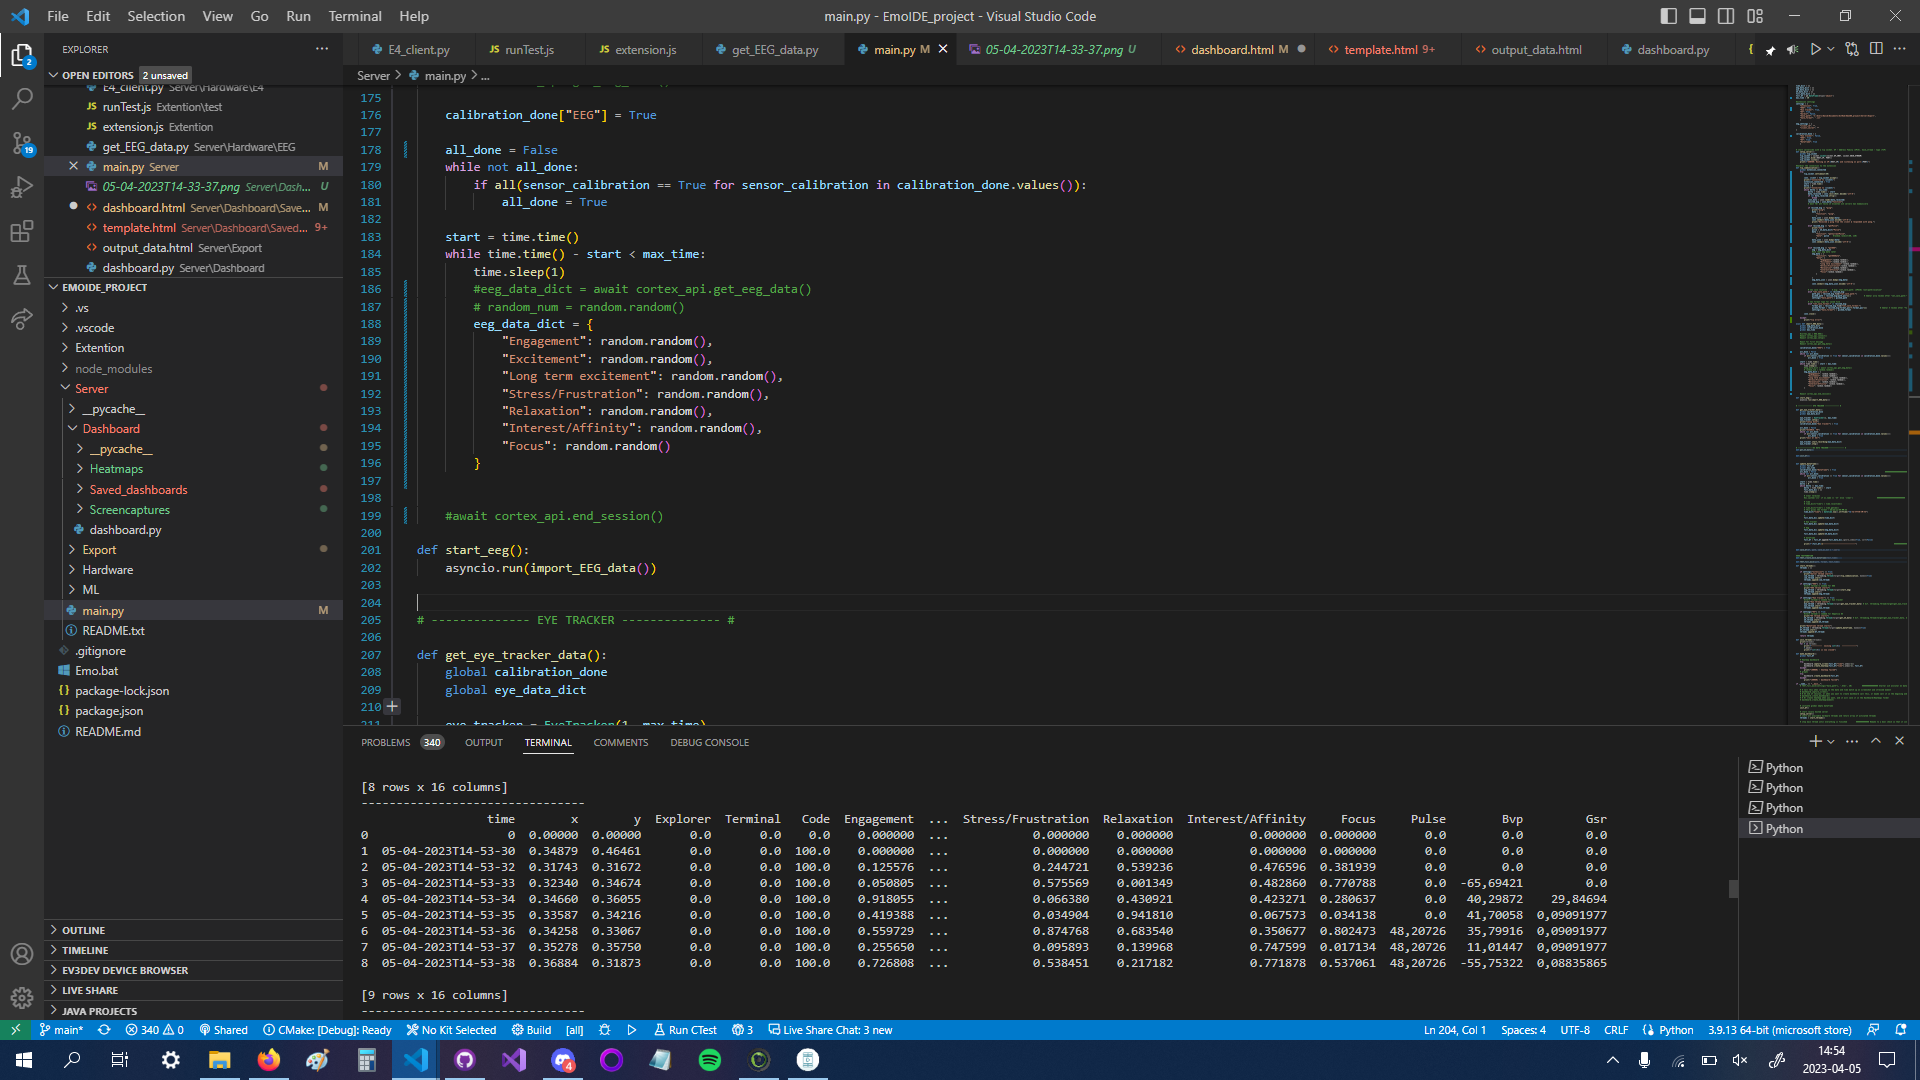 File Edit Selection View Go Run Terminal Help
main.py - EmoIDE_project - Visual Studio Code
EXPLORER
E4_client.py
JS runTest.js
JS extension.js
get_EEG_data.py
main.py M
05-04-2023T14-33-37.png U
dashboard.html M
template.html 9+
output_data.html
dashboard.py
OPEN EDITORS 2 unsaved
Server > main.py > ...
E4_client.py Server\Hardware\E4
JS runTest.js Extention\test
JS extension.js Extention
get_EEG_data.py Server\Hardware\EEG
main.py Server M
05-04-2023T14-33-37.png Server\Dash... U
dashboard.html Server\Dashboard\Save... M
template.html Server\Dashboard\Saved... 9+
output_data.html Server\Export
dashboard.py Server\Dashboard
EMOIDE_PROJECT
.vs
.vscode
Extention
node_modules
Server
__pycache__
Dashboard
__pycache__
Heatmaps
Saved_dashboards
Screencaptures
dashboard.py
Export
Hardware
ML
main.py M
README.txt
.gitignore
Emo.bat
{} package-lock.json
{} package.json
README.md
OUTLINE
TIMELINE
EV3DEV DEVICE BROWSER
LIVE SHARE
JAVA PROJECTS
175
176 calibration_done["EEG"] = True
177
178 all_done = False
179 while not all_done:
180 if all(sensor_calibration == True for sensor_calibration in calibration_done.values()):
181 all_done = True
182
183 start = time.time()
184 while time.time() - start < max_time:
185 time.sleep(1)
186 #eeg_data_dict = await cortex_api.get_eeg_data()
187 # random_num = random.random()
188 eeg_data_dict = {
189 "Engagement": random.random(),
190 "Excitement": random.random(),
191 "Long term excitement": random.random(),
192 "Stress/Frustration": random.random(),
193 "Relaxation": random.random(),
194 "Interest/Affinity": random.random(),
195 "Focus": random.random()
196 }
197
198
199 #await cortex_api.end_session()
200
201 def start_eeg():
202 asyncio.run(import_EEG_data())
203
204
205 # -------------- EYE TRACKER -------------- #
206
207 def get_eye_tracker_data():
208 global calibration_done
209 global eye_data_dict
210
211 eye_tracker = EyeTracker(1, max_time)
PROBLEMS 340 OUTPUT TERMINAL COMMENTS DEBUG CONSOLE
[8 rows x 16 columns]
--------------------------------
time x y Explorer Terminal Code Engagement ... Stress/Frustration Relaxation Interest/Affinity Focus Pulse Bvp Gsr
0 0 0.00000 0.00000 0.0 0.0 0.0 0.000000 ... 0.000000 0.000000 0.000000 0.000000 0.0 0.0 0.0
1 05-04-2023T14-53-30 0.34879 0.46461 0.0 0.0 100.0 0.000000 ... 0.000000 0.000000 0.000000 0.000000 0.0 0.0 0.0
2 05-04-2023T14-53-32 0.31743 0.31672 0.0 0.0 100.0 0.125576 ... 0.244721 0.539236 0.476596 0.381939 0.0 0.0 0.0
3 05-04-2023T14-53-33 0.32340 0.34674 0.0 0.0 100.0 0.050805 ... 0.575569 0.001349 0.482860 0.770788 0.0 -65,69421 0.0
4 05-04-2023T14-53-34 0.34660 0.36055 0.0 0.0 100.0 0.918055 ... 0.066380 0.430921 0.423271 0.280637 0.0 40,29872 29,84694
5 05-04-2023T14-53-35 0.33587 0.34216 0.0 0.0 100.0 0.419388 ... 0.034904 0.941810 0.067573 0.034138 0.0 41,70058 0,09091977
6 05-04-2023T14-53-36 0.34258 0.33067 0.0 0.0 100.0 0.559729 ... 0.874768 0.683540 0.350677 0.802473 48,20726 35,79916 0,09091977
7 05-04-2023T14-53-37 0.35278 0.35750 0.0 0.0 100.0 0.255650 ... 0.095893 0.139968 0.747599 0.017134 48,20726 11,01447 0,09091977
8 05-04-2023T14-53-38 0.36884 0.31873 0.0 0.0 100.0 0.726808 ... 0.538451 0.217182 0.771878 0.537061 48,20726 -55,75322 0,08835865
[9 rows x 16 columns]
--------------------------------
Python
Python
Python
Python
main* 340 0 Shared CMake: [Debug]: Ready No Kit Selected Build [all] Run CTest 3 Live Share Chat: 3 new
Ln 204, Col 1 Spaces: 4 UTF-8 CRLF Python 3.9.13 64-bit (microsoft store)
14:54
2023-04-05